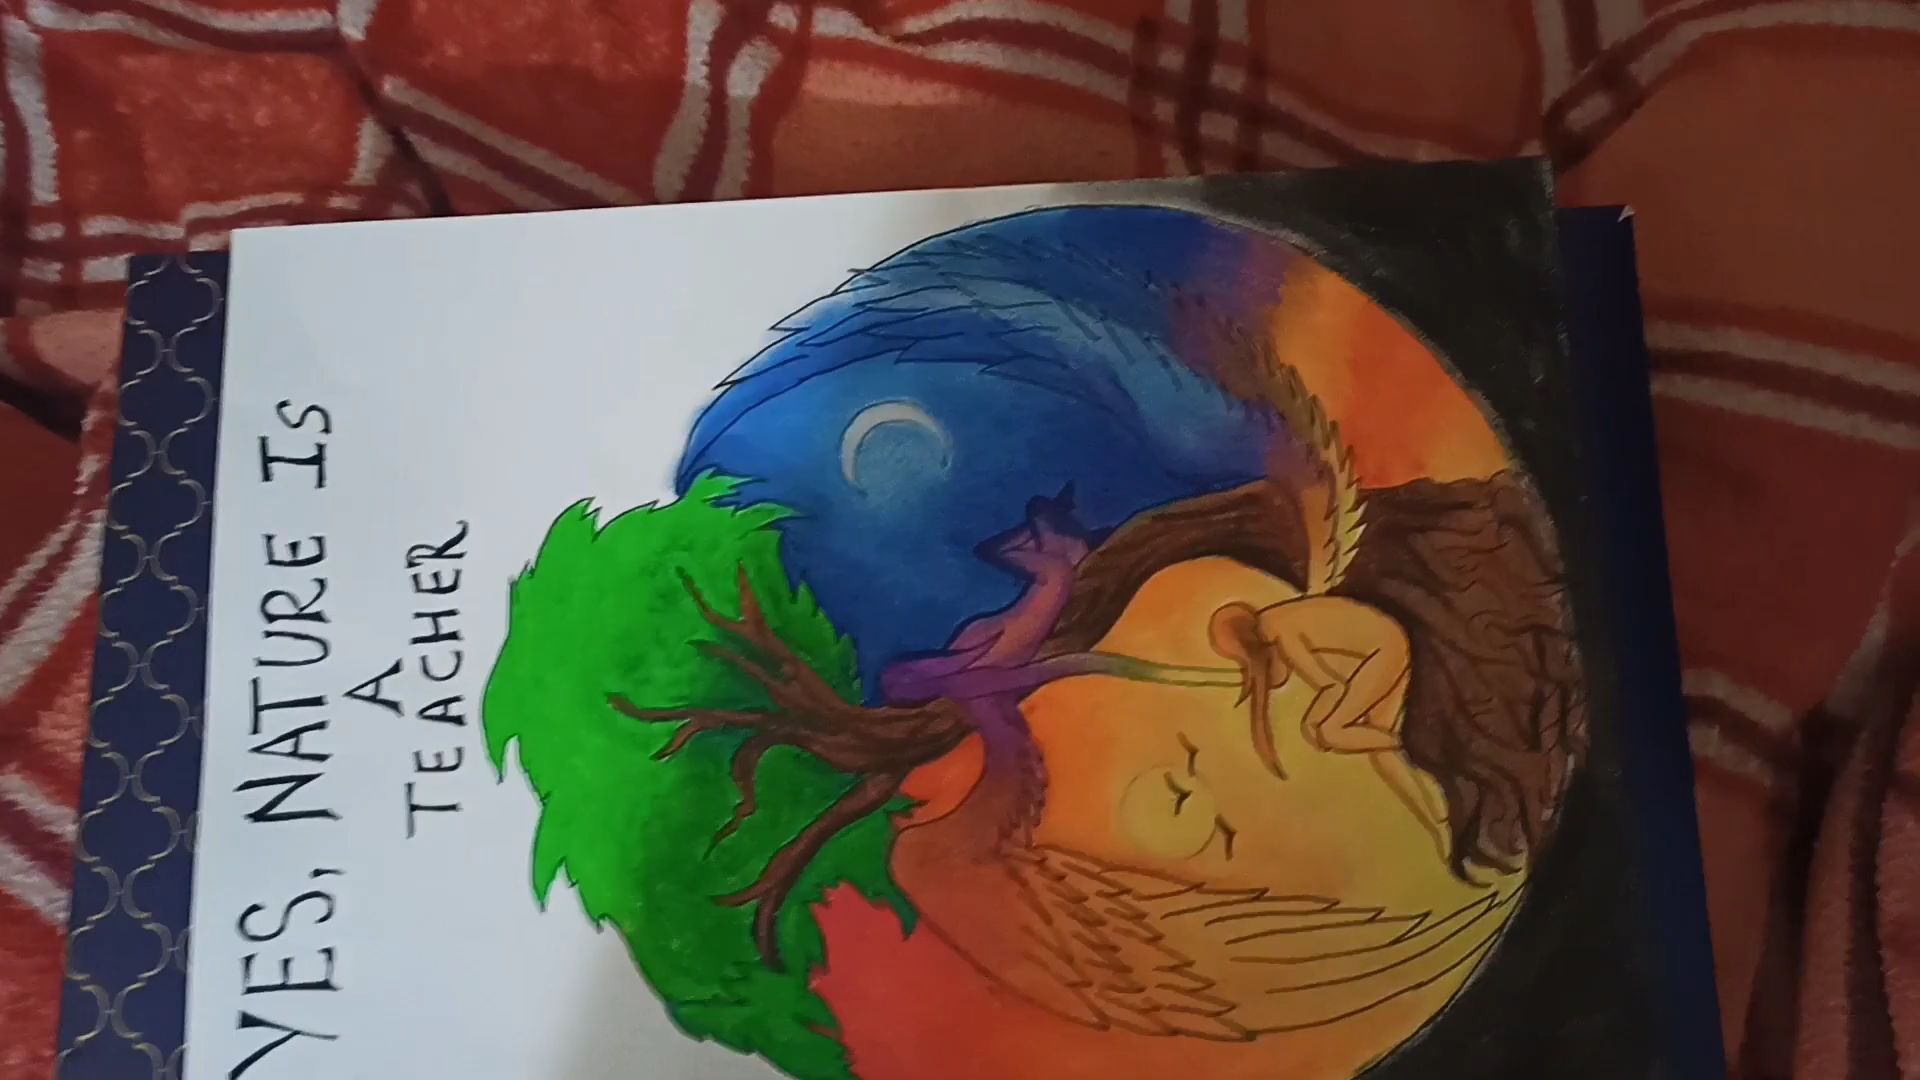 YES, NATURE IS
A
TEACHER